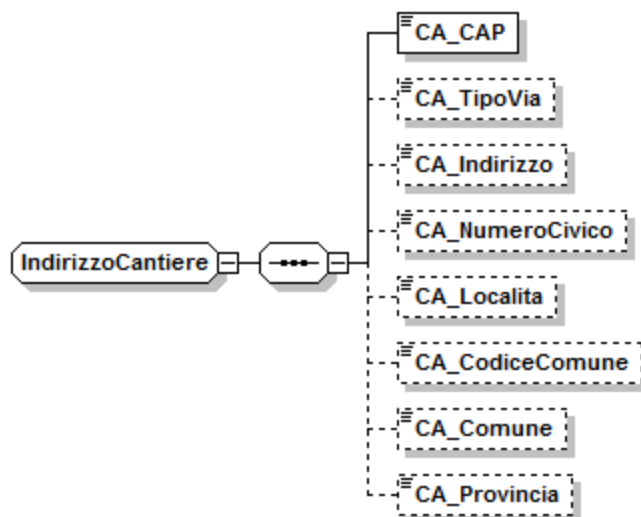 CA_CAP
CA_TipoVia
CA_Indirizzo
CA_NumeroCivico
IndirizzoCantiere
CA_Localita
CA_CodiceComune
CA_Comune
CA_Provincia